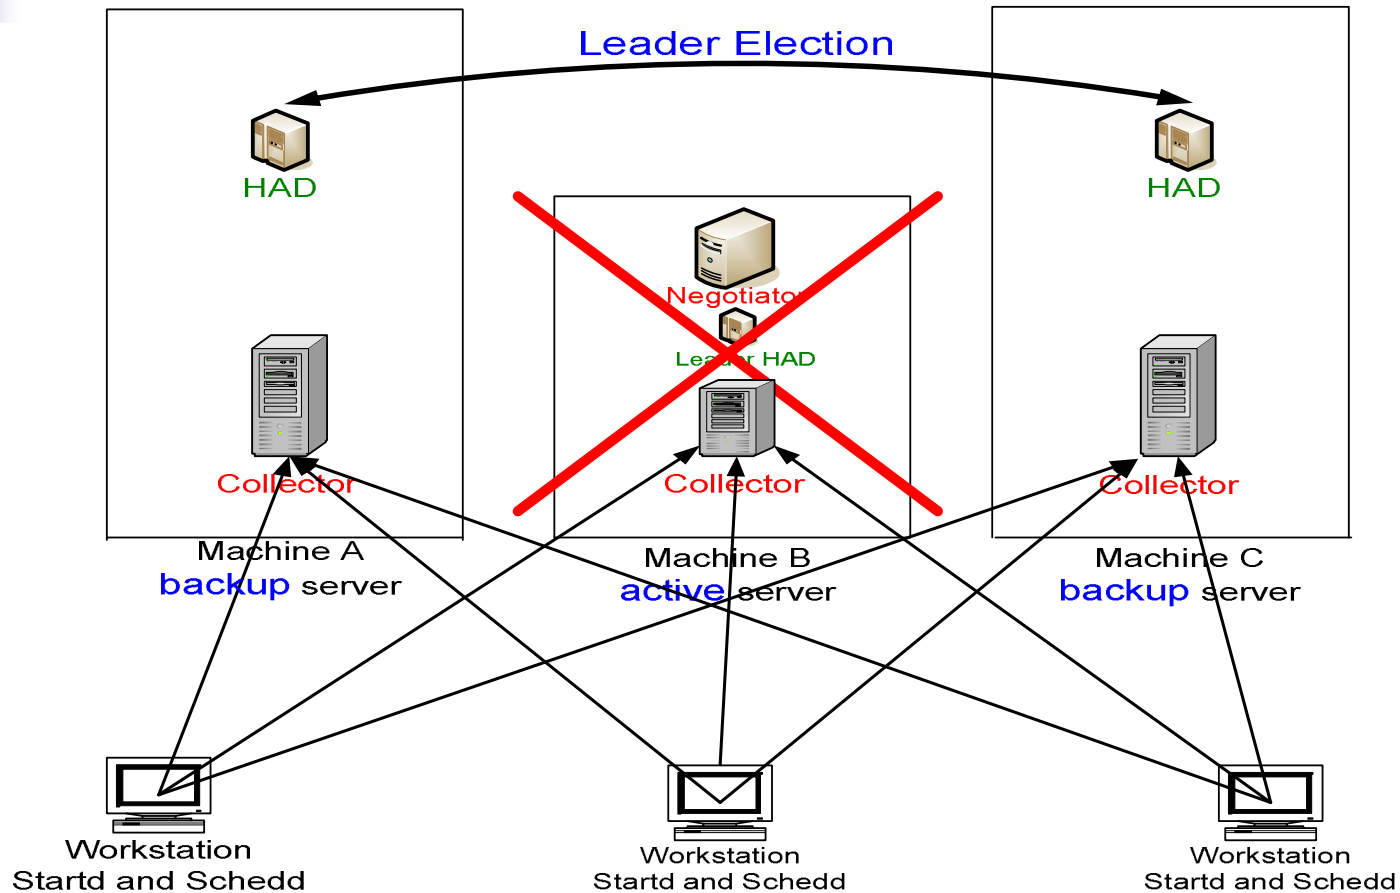 Leader Election
HAD
HAD
Negotiator
Leader HAD
Collector
Collector
Collector
Machine A
backup server
Machine B
active server
Machine C
backup server
Workstation
Startd and Schedd
Workstation
Startd and Schedd
Workstation
Startd and Schedd